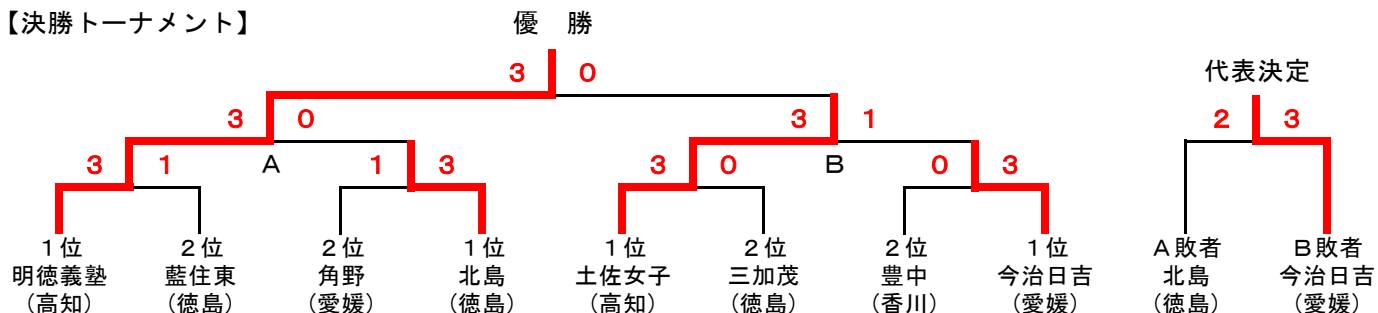 【決勝トーナメント】
優　勝
3 0
代表決定
3 0 3 1 2 3
A B
3 1 1 3 3 0 0 3
1位 2位 2位 1位 1位 2位 2位 1位 A敗者 B敗者
明徳義塾 藍住東 角野 北島 土佐女子 三加茂 豊中 今治日吉 北島 今治日吉
(高知) (徳島) (愛媛) (徳島) (高知) (徳島) (香川) (愛媛) (徳島) (愛媛)